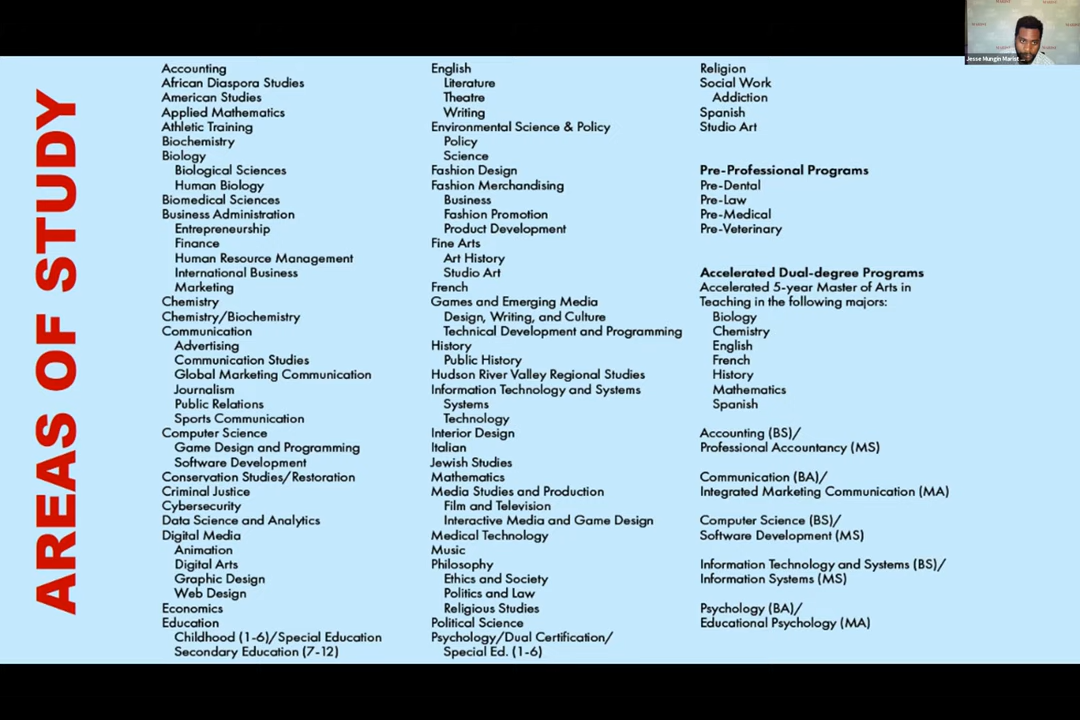 AREAS OF STUDY
Accounting
African Diaspora Studies
American Studies
Applied Mathematics
Athletic Training
Biochemistry
Biology
Biological Sciences
Human Biology
Biomedical Sciences
Business Administration
Entrepreneurship
Finance
Human Resource Management
International Business
Marketing
Chemistry
Chemistry/Biochemistry
Communication
Advertising
Communication Studies
Global Marketing Communication
Journalism
Public Relations
Sports Communication
Computer Science
Game Design and Programming
Software Development
Conservation Studies/Restoration
Criminal Justice
Cybersecurity
Data Science and Analytics
Digital Media
Animation
Digital Arts
Graphic Design
Web Design
Economics
Education
Childhood (1-6)/Special Education
Secondary Education (7-12)
English
Literature
Theatre
Writing
Environmental Science & Policy
Policy
Science
Fashion Design
Fashion Merchandising
Business
Fashion Promotion
Product Development
Fine Arts
Art History
Studio Art
French
Games and Emerging Media
Design, Writing, and Culture
Technical Development and Programming
History
Public History
Hudson River Valley Regional Studies
Information Technology and Systems
Systems
Technology
Interior Design
Italian
Jewish Studies
Mathematics
Media Studies and Production
Film and Television
Interactive Media and Game Design
Medical Technology
Music
Philosophy
Ethics and Society
Politics and Law
Religious Studies
Political Science
Psychology/Dual Certification/
Special Ed. (1-6)
Religion
Social Work
Addiction
Spanish
Studio Art
Pre-Professional Programs
Pre-Dental
Pre-Law
Pre-Medical
Pre-Veterinary
Accelerated Dual-degree Programs
Accelerated 5-year Master of Arts in
Teaching in the following majors:
Biology
Chemistry
English
French
History
Mathematics
Spanish
Accounting (BS)/
Professional Accountancy (MS)
Communication (BA)/
Integrated Marketing Communication (MA)
Computer Science (BS)/
Software Development (MS)
Information Technology and Systems (BS)/
Information Systems (MS)
Psychology (BA)/
Educational Psychology (MA)
Jesse Mungin Marist